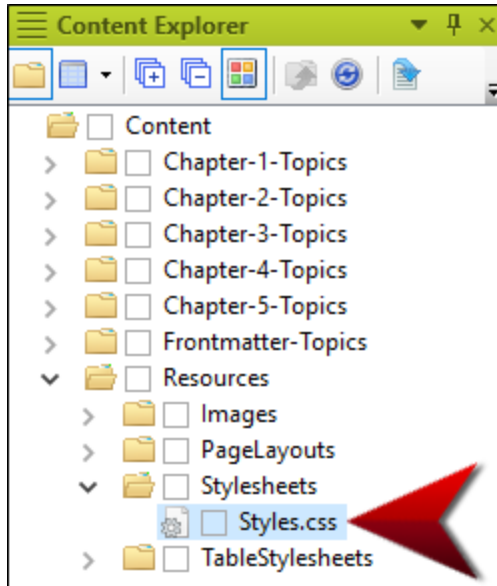 Content Explorer
Content
Chapter-1-Topics
Chapter-2-Topics
Chapter-3-Topics
Chapter-4-Topics
Chapter-5-Topics
Frontmatter-Topics
Resources
Images
PageLayouts
Stylesheets
Styles.css
TableStylesheets